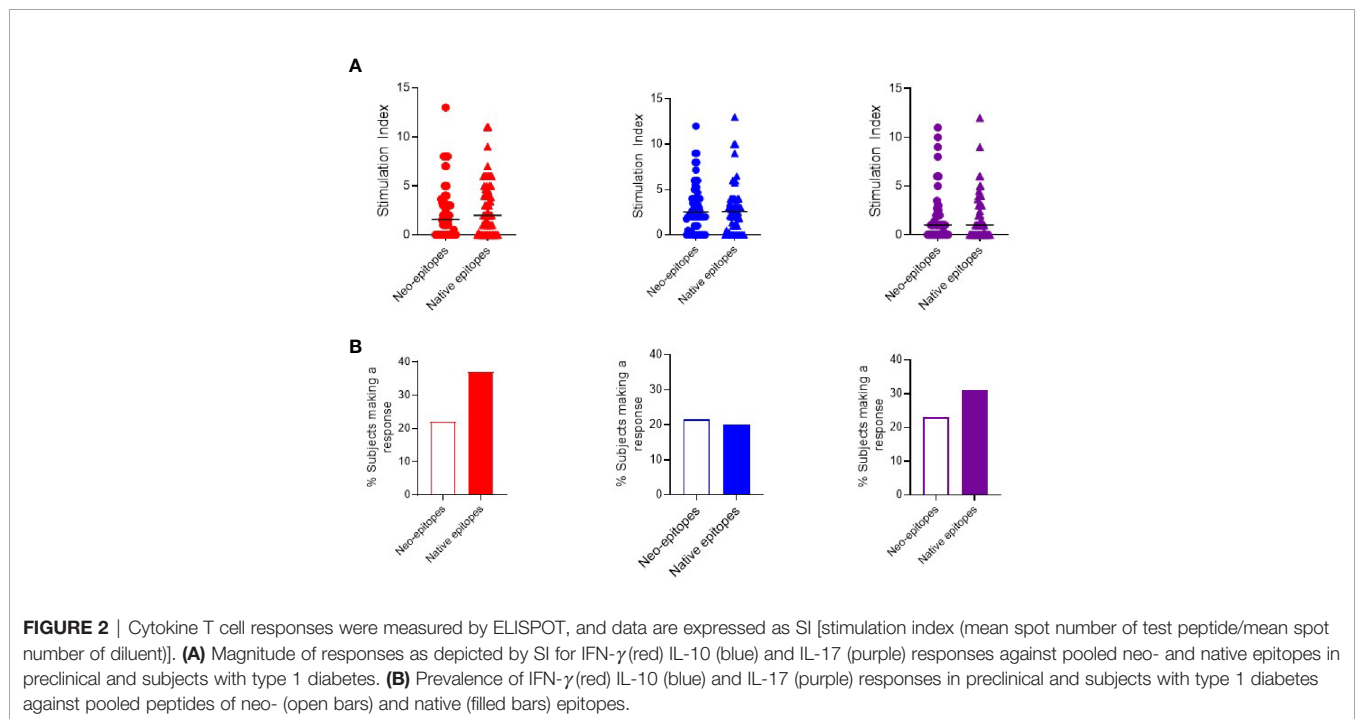 A
Stimulation Index
15
10
5
0
Neo-epitopes
Native epitopes
Stimulation Index
15
10
5
0
Neo-epitopes
Native epitopes
Stimulation Index
15
10
5
0
Neo-epitopes
Native epitopes
B
% Subjects making a
response
40
30
20
10
0
Neo-epitopes
Native epitopes
% Subjects making a
response
40
30
20
10
0
Neo-epitopes
Native epitopes
% Subjects making a
response
40
30
20
10
0
Neo-epitopes
Native epitopes
FIGURE 2 | Cytokine T cell responses were measured by ELISPOT, and data are expressed as SI [stimulation index (mean spot number of test peptide/mean spot
number of diluent)]. (A) Magnitude of responses as depicted by SI for IFN-γ(red) IL-10 (blue) and IL-17 (purple) responses against pooled neo- and native epitopes in
preclinical and subjects with type 1 diabetes. (B) Prevalence of IFN-γ(red) IL-10 (blue) and IL-17 (purple) responses in preclinical and subjects with type 1 diabetes
against pooled peptides of neo- (open bars) and native (filled bars) epitopes.